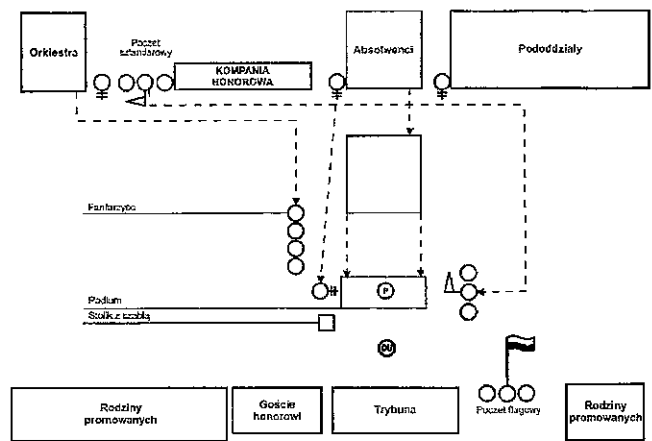 Orkiestra
Poczet
sztandarowy
KOMPANIA
HONOROWA
Absolwenci
Pododdziały
Fanfarzyści
Podium
Stolik z szablą
P
DU
Rodziny
promowanych
Goście
honorowi
Trybuna
Poczet flagowy
Rodziny
promowanych